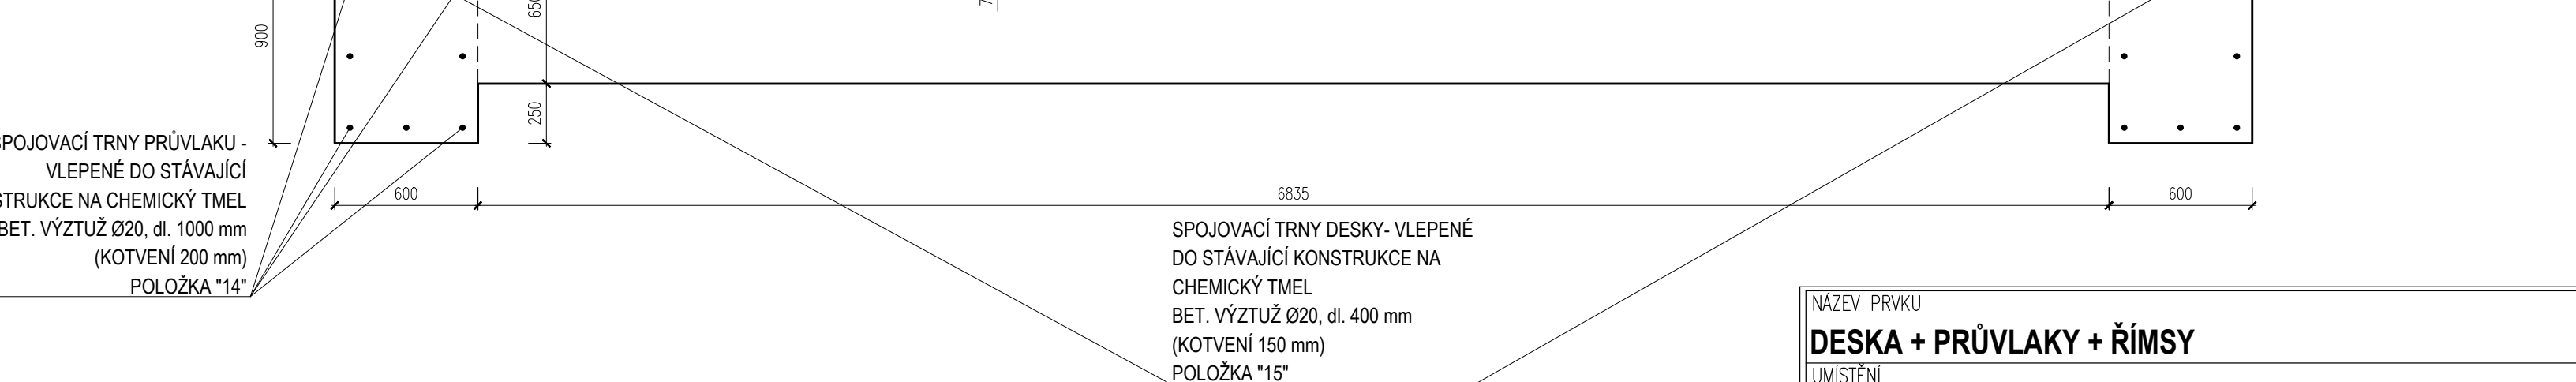 650
900
250
SPOJOVACÍ TRNY PRŮVLAKU -
VLEPENÉ DO STÁVAJÍCÍ
NA CHEMICKÝ TMEL
BET. VÝZTUŽ Ø20, dl. 1000 mm
(KOTVENÍ 200 mm)
POLOŽKA "14"
600
6835
600
SPOJOVACÍ TRNY DESKY- VLEPENÉ
DO STÁVAJÍCÍ KONSTRUKCE NA
CHEMICKÝ TMEL
BET. VÝZTUŽ Ø20, dl. 400 mm
(KOTVENÍ 150 mm)
POLOŽKA "15"
NÁZEV PRVKU
DESKA + PRŮVLAKY + ŘÍMSY
UMÍSTĚNÍ